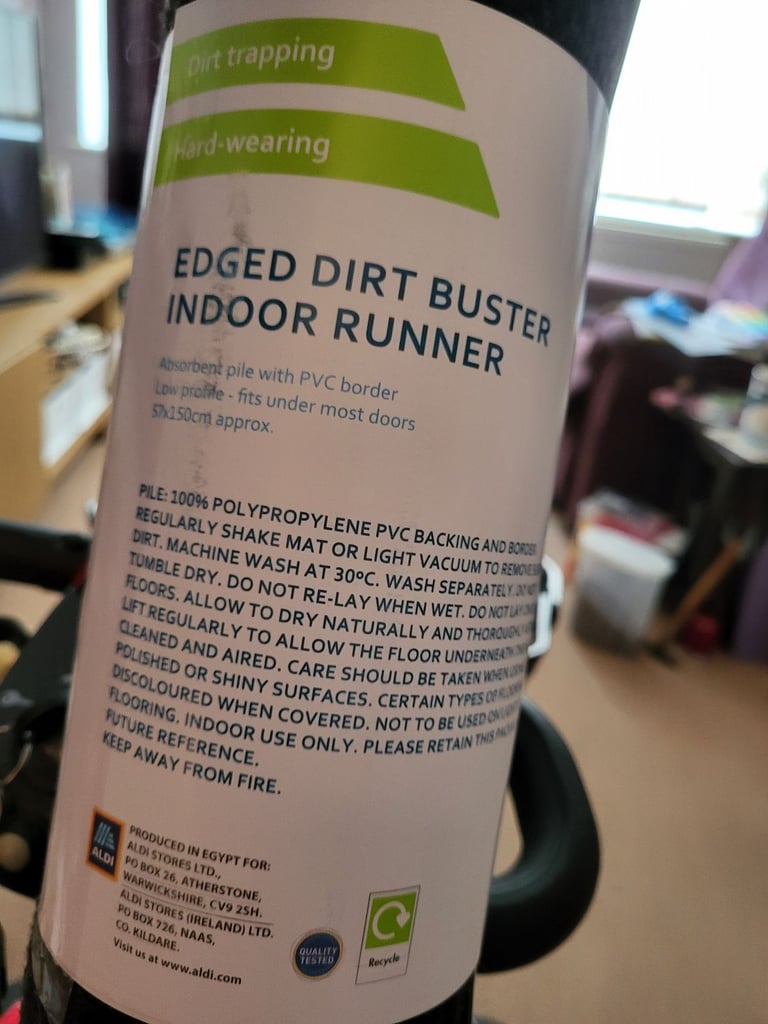 Dirt trapping
Hard-wearing
EDGED DIRT BUSTER
INDOOR RUNNER
Absorbent pile with PVC border
Low profile - fits under most doors
57x150cm approx.
PILE: 100% POLYPROPYLENE PVC BACKING AND BORDER
REGULARLY SHAKE MAT OR LIGHT VACUUM TO REMOVE
DIRT. MACHINE WASH AT 30ºC. WASH SEPARATELY. DO NOT
TUMBLE DRY. DO NOT RE-LAY WHEN WET. DO NOT LAY ON
FLOORS. ALLOW TO DRY NATURALLY AND THOROUGHLY
LIFT REGULARLY TO ALLOW THE FLOOR UNDERNEATH
CLEANED AND AIRED. CARE SHOULD BE TAKEN WHEN
POLISHED OR SHINY SURFACES. CERTAIN TYPES OF
DISCOLOURED WHEN COVERED. NOT TO BE USED ON
FLOORING. INDOOR USE ONLY. PLEASE RETAIN THIS
FUTURE REFERENCE.
KEEP AWAY FROM FIRE.
ALDI
PRODUCED IN EGYPT FOR:
ALDI STORES LTD.,
PO BOX 26, ATHERSTONE,
WARWICKSHIRE, CV9 2SH.
ALDI STORES (IRELAND) LTD.
PO BOX 726, NAAS,
CO. KILDARE.
Visit us at www.aldi.com
QUALITY
TESTED
Recycle